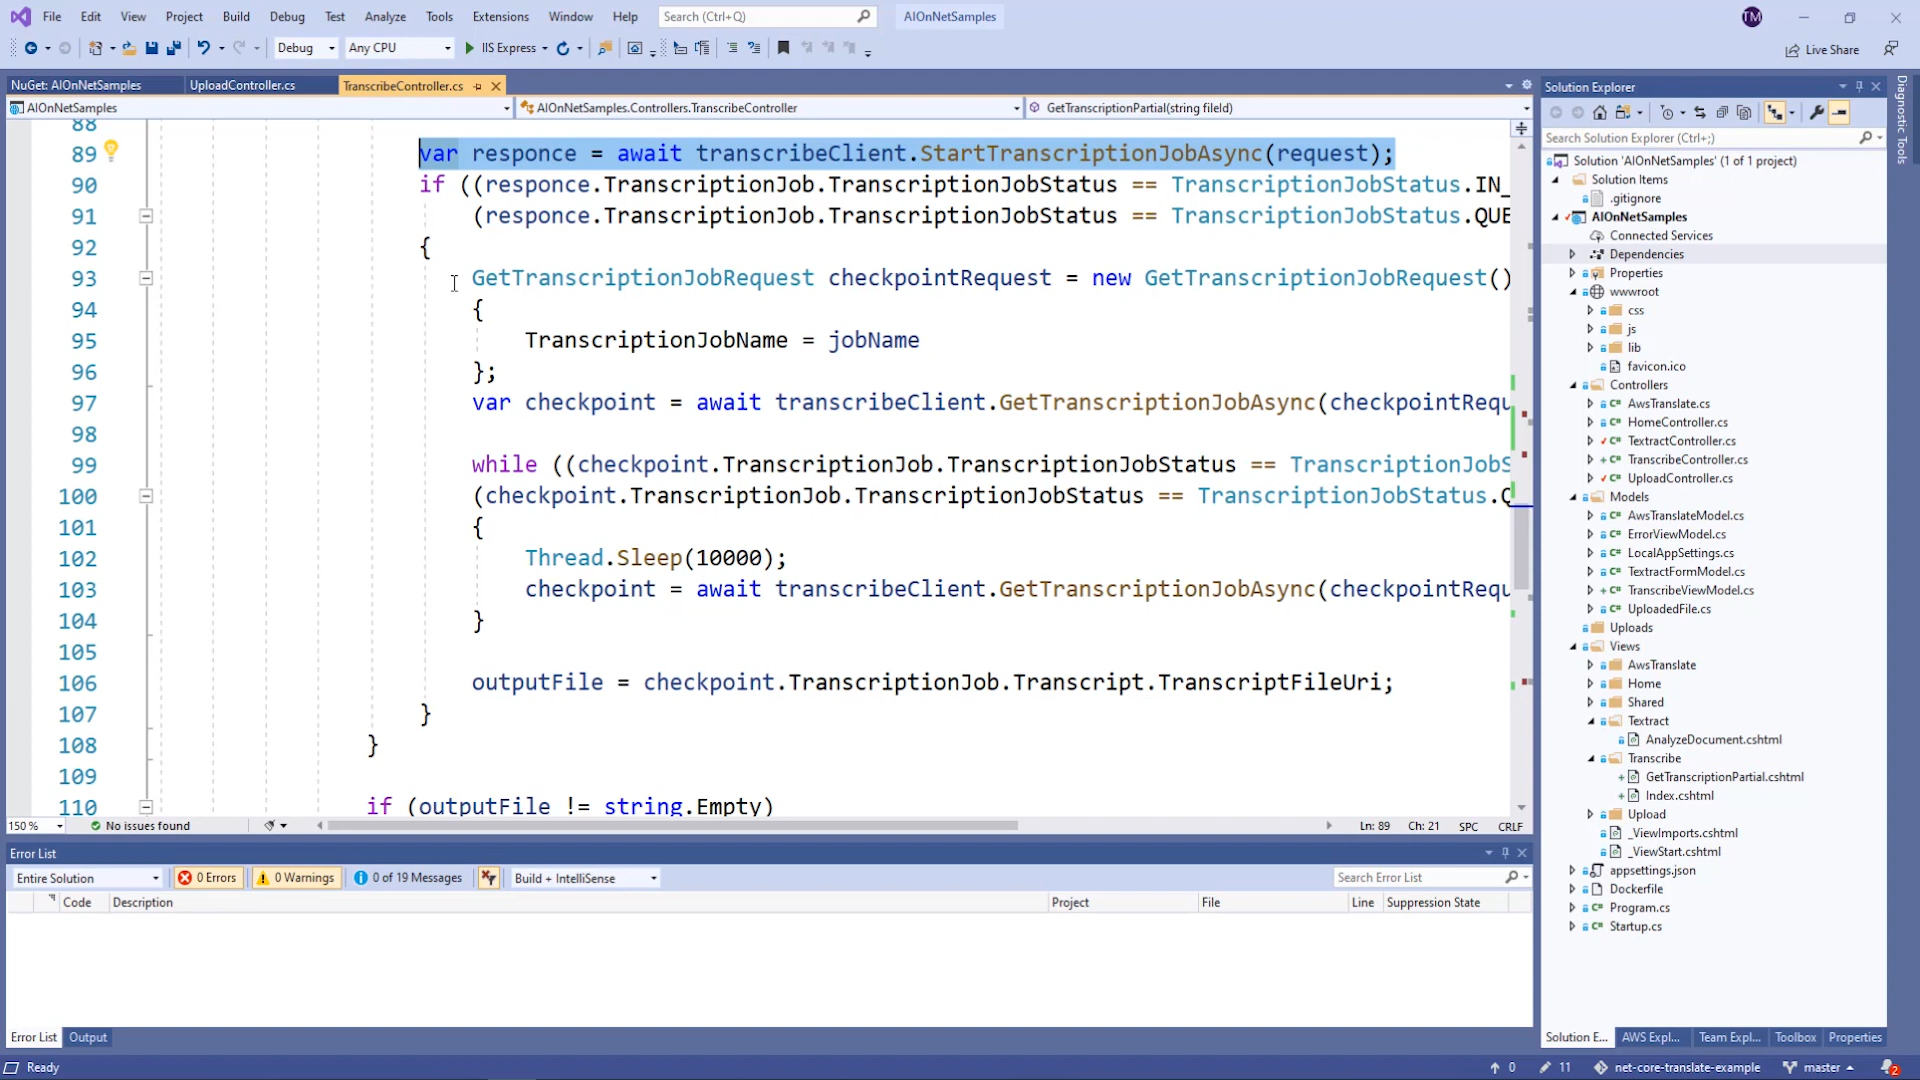 File Edit View Project Build Debug Test Analyze Tools Extensions Window Help Search (Ctrl+Q) AIOnNetSamples TM
Debug Any CPU IIS Express Live Share
NuGet: AIOnNetSamples UploadController.cs TranscribeController.cs
AIOnNetSamples AIOnNetSamples.Controllers.TranscribeController GetTranscriptionPartial(string fileId)
88
89 var responce = await transcribeClient.StartTranscriptionJobAsync(request);
90 if ((responce.TranscriptionJob.TranscriptionJobStatus == TranscriptionJobStatus.IN_
91 (responce.TranscriptionJob.TranscriptionJobStatus == TranscriptionJobStatus.QUE
92 {
93 GetTranscriptionJobRequest checkpointRequest = new GetTranscriptionJobRequest()
94 {
95 TranscriptionJobName = jobName
96 };
97 var checkpoint = await transcribeClient.GetTranscriptionJobAsync(checkpointRequ
98
99 while ((checkpoint.TranscriptionJob.TranscriptionJobStatus == TranscriptionJobS
100 (checkpoint.TranscriptionJob.TranscriptionJobStatus == TranscriptionJobStatus.Q
101 {
102 Thread.Sleep(10000);
103 checkpoint = await transcribeClient.GetTranscriptionJobAsync(checkpointRequ
104 }
105
106 outputFile = checkpoint.TranscriptionJob.Transcript.TranscriptFileUri;
107 }
108 }
109
110 if (outputFile != string.Empty)
150 % No issues found Ln: 89 Ch: 21 SPC CRLF
Error List
Entire Solution 0 Errors 0 Warnings 0 of 19 Messages Build + IntelliSense Search Error List
Code Description Project File Line Suppression State
Error List Output
Solution Explorer
Search Solution Explorer (Ctrl+;)
Solution 'AIOnNetSamples' (1 of 1 project)
Solution Items
.gitignore
AIOnNetSamples
Connected Services
Dependencies
Properties
wwwroot
css
js
lib
favicon.ico
Controllers
AwsTranslate.cs
HomeController.cs
TextractController.cs
TranscribeController.cs
UploadController.cs
Models
AwsTranslateModel.cs
ErrorViewModel.cs
LocalAppSettings.cs
TextractFormModel.cs
TranscribeViewModel.cs
UploadedFile.cs
Uploads
Views
AwsTranslate
Home
Shared
Textract
AnalyzeDocument.cshtml
Transcribe
GetTranscriptionPartial.cshtml
Index.cshtml
Upload
_ViewImports.cshtml
_ViewStart.cshtml
appsettings.json
Dockerfile
Program.cs
Startup.cs
Solution E... AWS Expl... Team Expl... Toolbox Properties
Diagnostic Tools
Ready 0 11 net-core-translate-example master 2